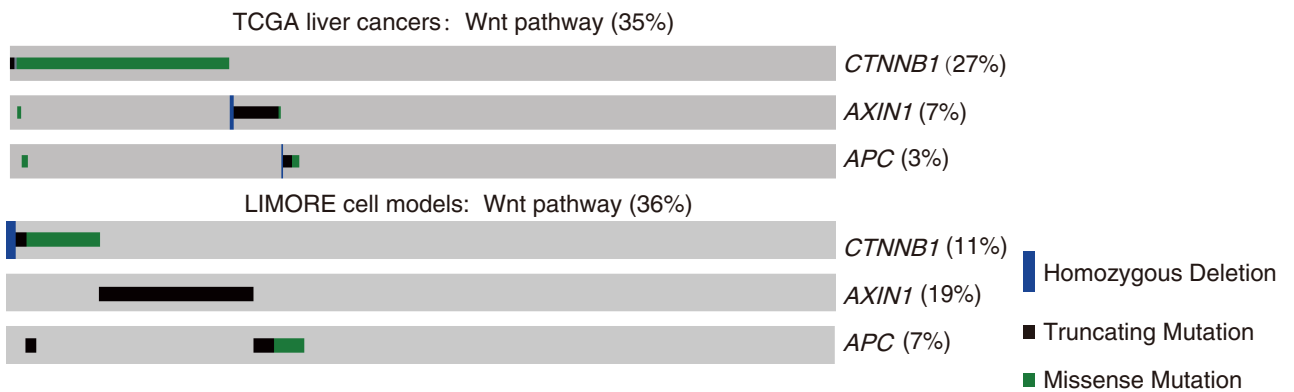 TCGA liver cancers: Wnt pathway (35%)
CTNNB1 (27%)
AXIN1 (7%)
APC (3%)
LIMORE cell models: Wnt pathway (36%)
CTNNB1 (11%)
AXIN1 (19%)
APC (7%)
Homozygous Deletion
Truncating Mutation
Missense Mutation